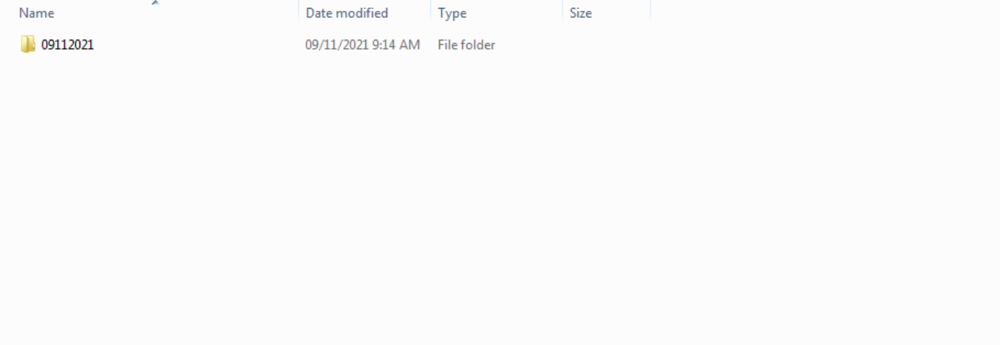 Name Date modified Type Size
09112021 09/11/2021 9:14 AM File folder